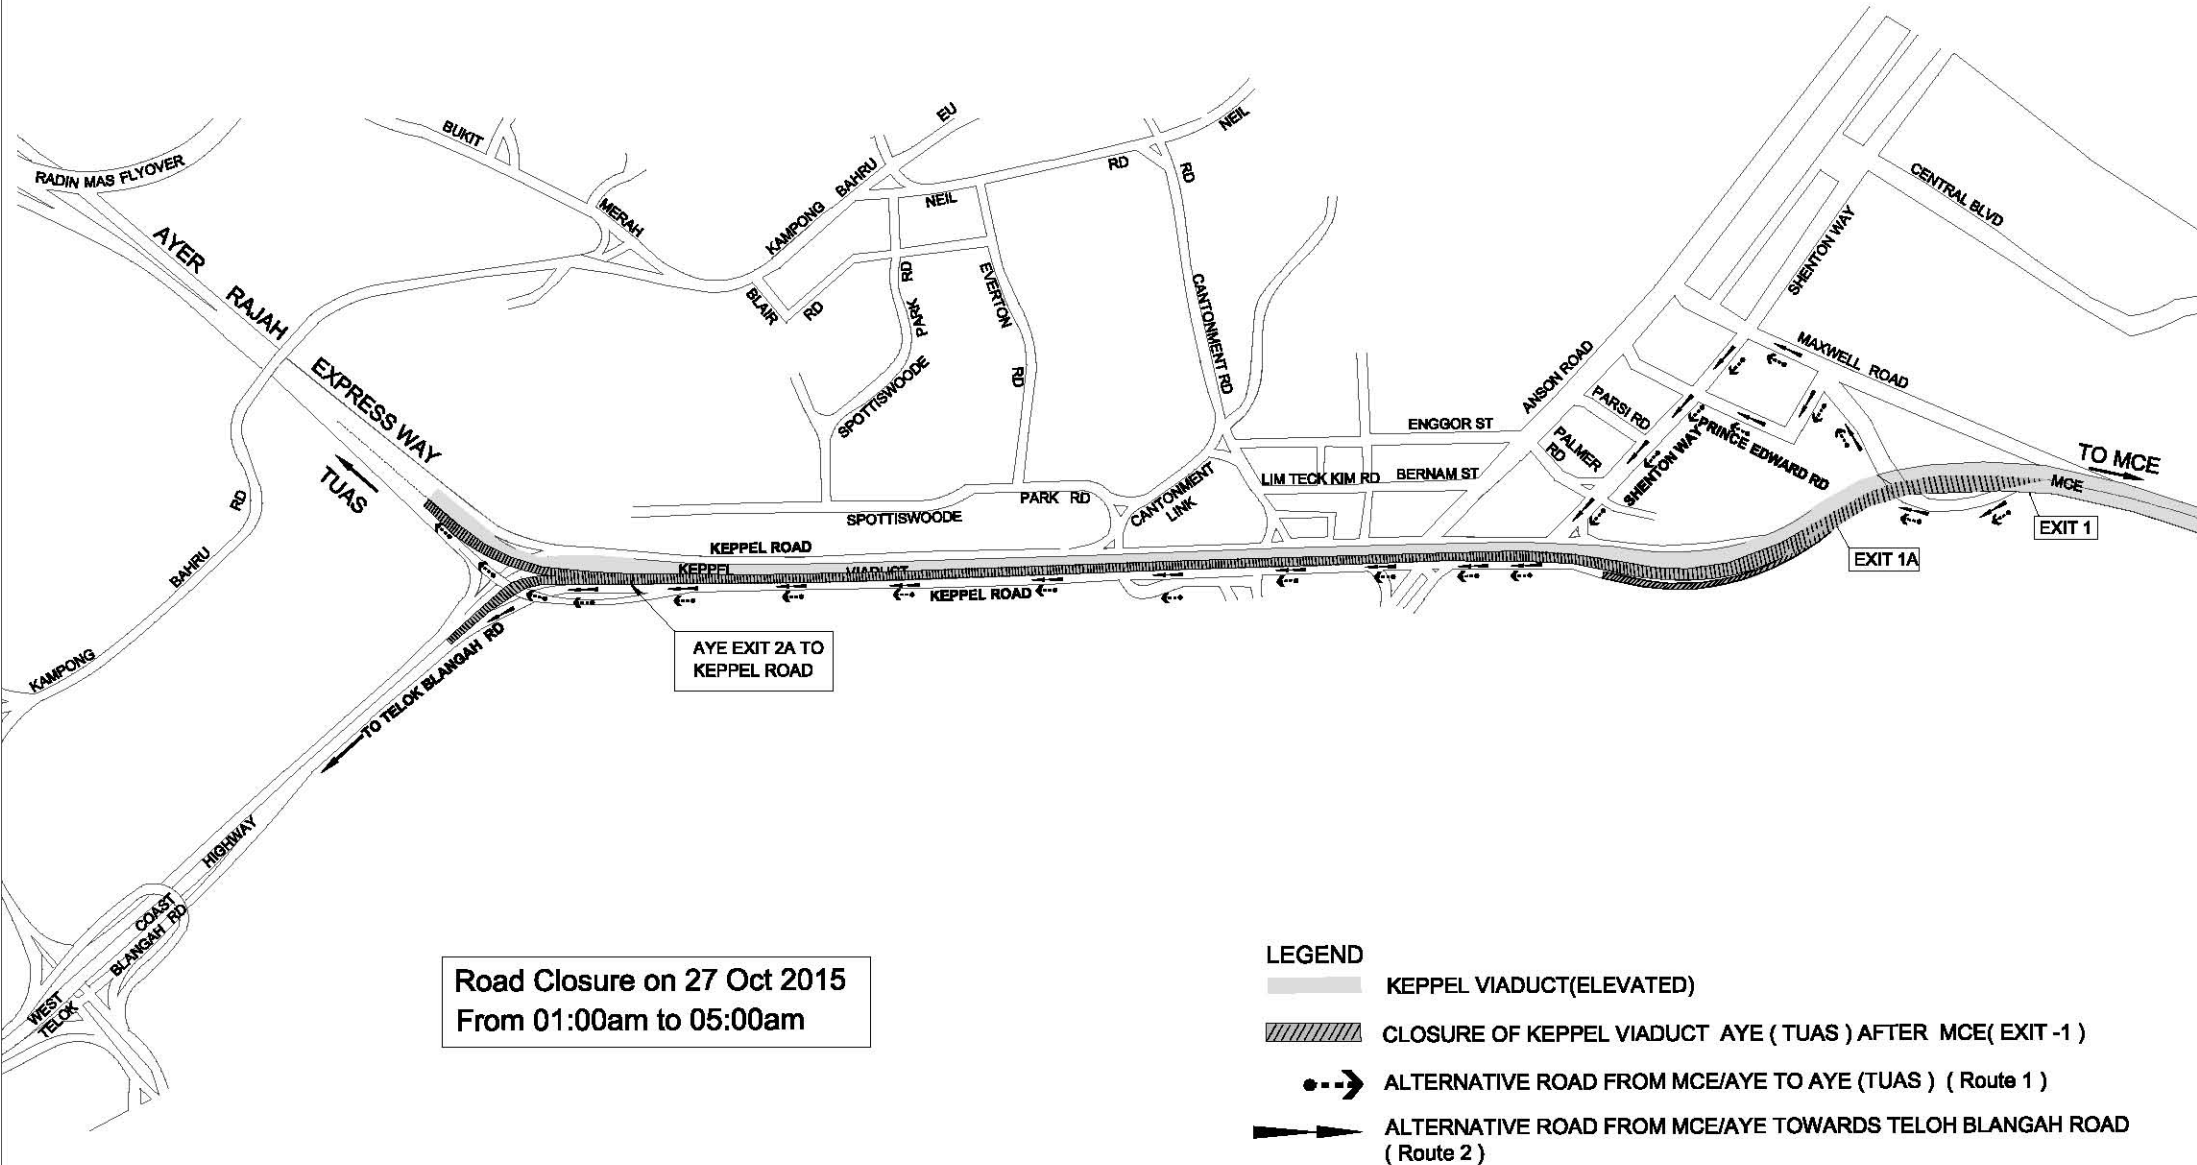 RADIN MAS FLYOVER
BUKIT
MERAH
AYER
RAJAH
EXPRESS WAY
TUAS
KAMPONG
BAHRU
EU
NEIL
RD
NEIL
RD
BLAIR
RD
PARK
RD
SPOTTISWOODE
EVERTON
RD
CANTONMENT RD
CENTRAL BLVD
SHENTON WAY
MAXWELL ROAD
ANSON ROAD
PARSI RD
PALMER
RD
PRINCE EDWARD RD
SHENTON WAY
ENGGOR ST
LIM TECK KIM RD
BERNAM ST
CANTONMENT
LINK
PARK RD
SPOTTISWOODE
TO MCE
MCE
EXIT 1
EXIT 1A
KEPPEL ROAD
KEPPEL
VIADUCT
KEPPEL ROAD
AYE EXIT 2A TO
KEPPEL ROAD
TO TELOK BLANGAH RD
RD
BAHRU
KAMPONG
HIGHWAY
COAST
BLANGAH RD
WEST
TELOK
Road Closure on 27 Oct 2015
From 01:00am to 05:00am
LEGEND
KEPPEL VIADUCT(ELEVATED)
CLOSURE OF KEPPEL VIADUCT AYE ( TUAS ) AFTER MCE( EXIT -1 )
ALTERNATIVE ROAD FROM MCE/AYE TO AYE (TUAS ) ( Route 1 )
ALTERNATIVE ROAD FROM MCE/AYE TOWARDS TELOH BLANGAH ROAD
( Route 2 )